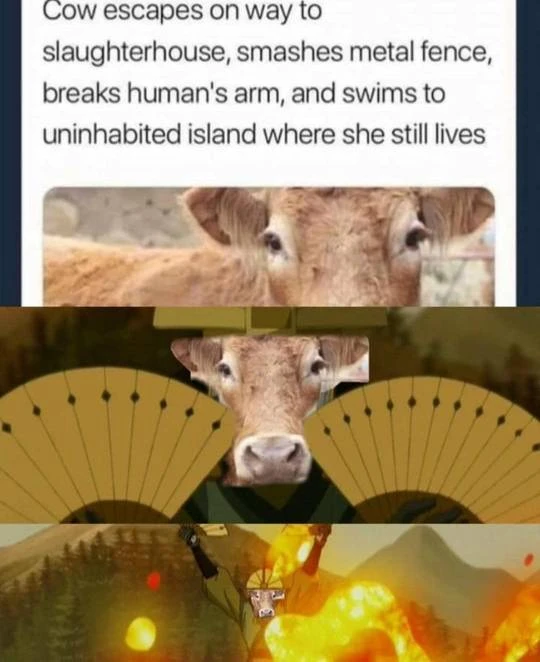 Cow escapes on way to
slaughterhouse, smashes metal fence,
breaks human's arm, and swims to
uninhabited island where she still lives